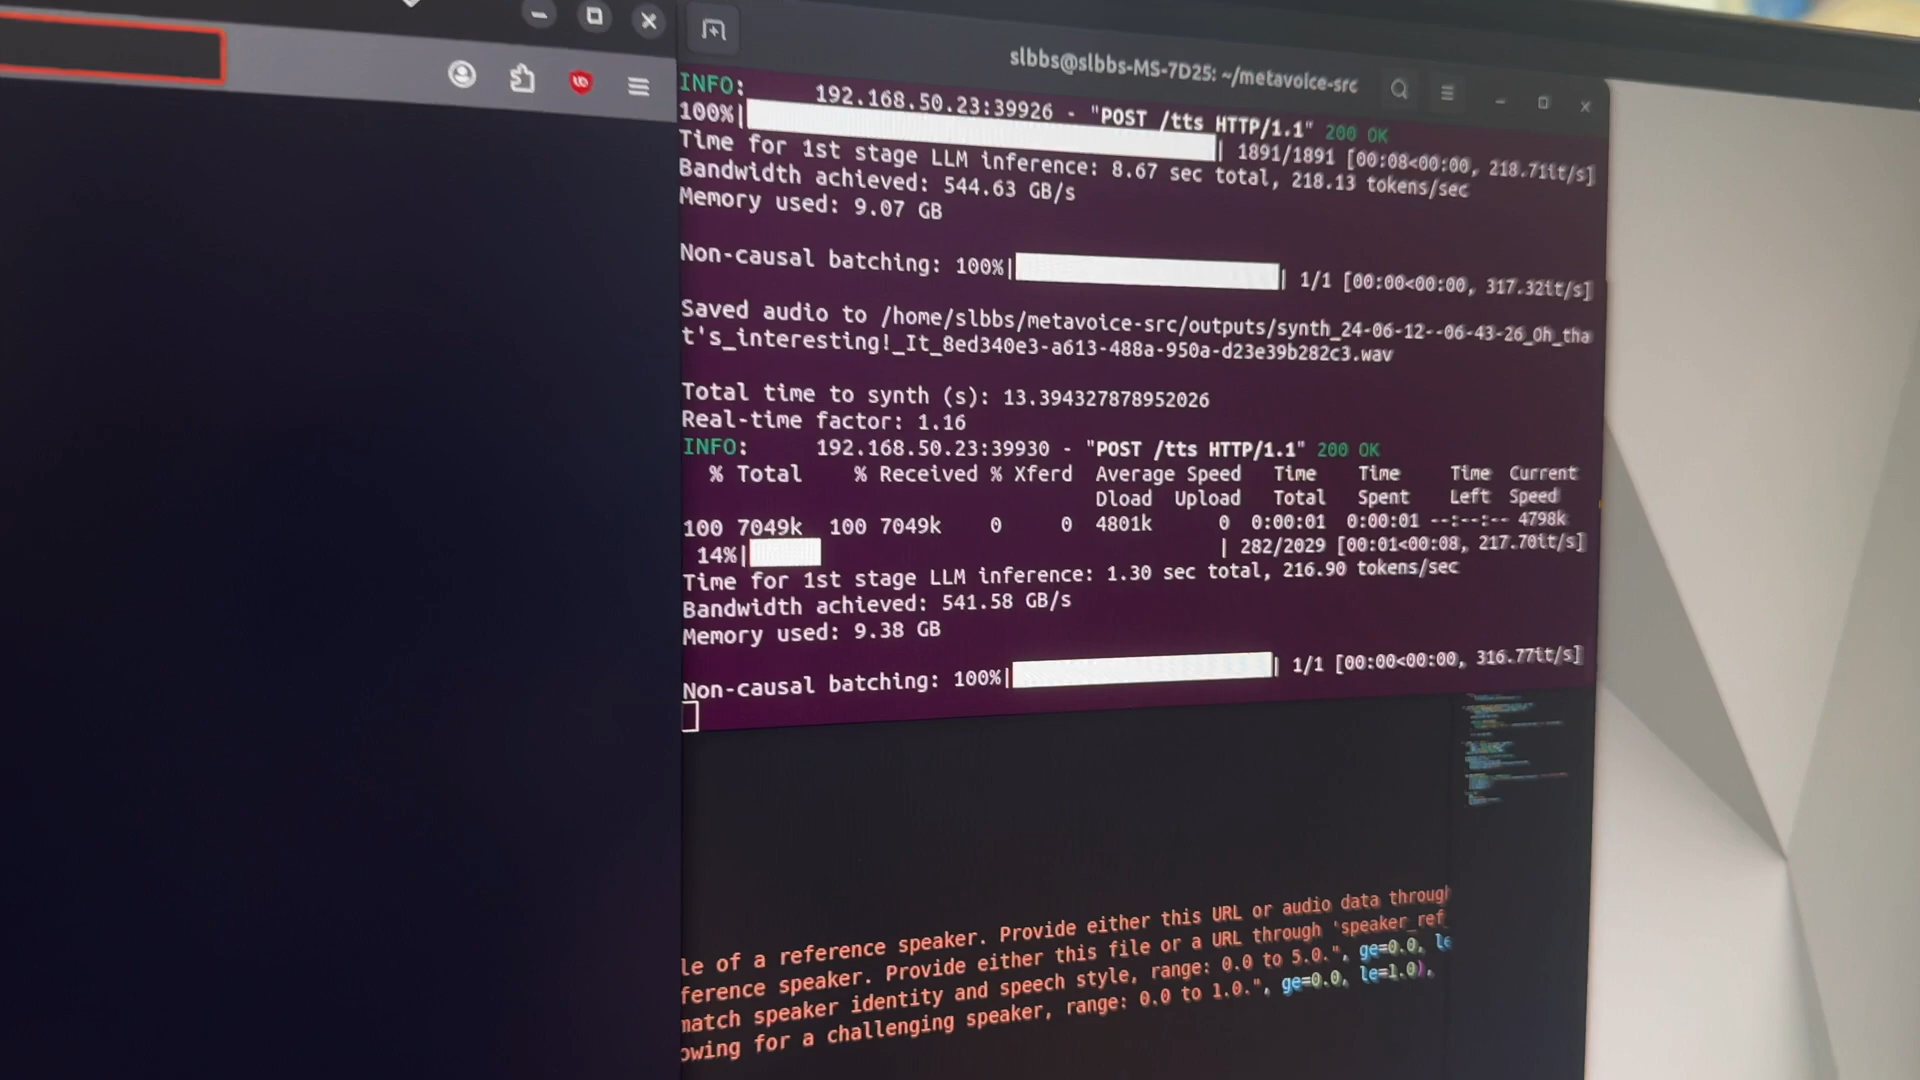 slbbs@slbbs-MS-7D25: ~/metavoice-src
INFO:     192.168.50.23:39926 - "POST /tts HTTP/1.1" 200 OK
100%| | 1891/1891 [00:08<00:00, 218.71it/s]
Time for 1st stage LLM inference: 8.67 sec total, 218.13 tokens/sec
Bandwidth achieved: 544.63 GB/s
Memory used: 9.07 GB
Non-causal batching: 100%| | 1/1 [00:00<00:00, 317.32it/s]
Saved audio to /home/slbbs/metavoice-src/outputs/synth_24-06-12--06-43-26_Oh_tha
t's_interesting!_It_8ed340e3-a613-488a-950a-d23e39b282c3.wav
Total time to synth (s): 13.394327878952026
Real-time factor: 1.16
INFO:     192.168.50.23:39930 - "POST /tts HTTP/1.1" 200 OK
% Total    % Received % Xferd  Average Speed   Time    Time     Time  Current
Dload  Upload   Total   Spent    Left  Speed
100 7049k  100 7049k    0     0  4801k      0  0:00:01  0:00:01 --:--:-- 4798k
14%| | 282/2029 [00:01<00:08, 217.70it/s]
Time for 1st stage LLM inference: 1.30 sec total, 216.90 tokens/sec
Bandwidth achieved: 541.58 GB/s
Memory used: 9.38 GB
Non-causal batching: 100%| | 1/1 [00:00<00:00, 316.77it/s]
le of a reference speaker. Provide either this URL or audio data through
ference speaker. Provide either this file or a URL through 'speaker_ref_
match speaker identity and speech style, range: 0.0 to 5.0.", ge=0.0, le
owing for a challenging speaker, range: 0.0 to 1.0.", ge=0.0, le=1.0),